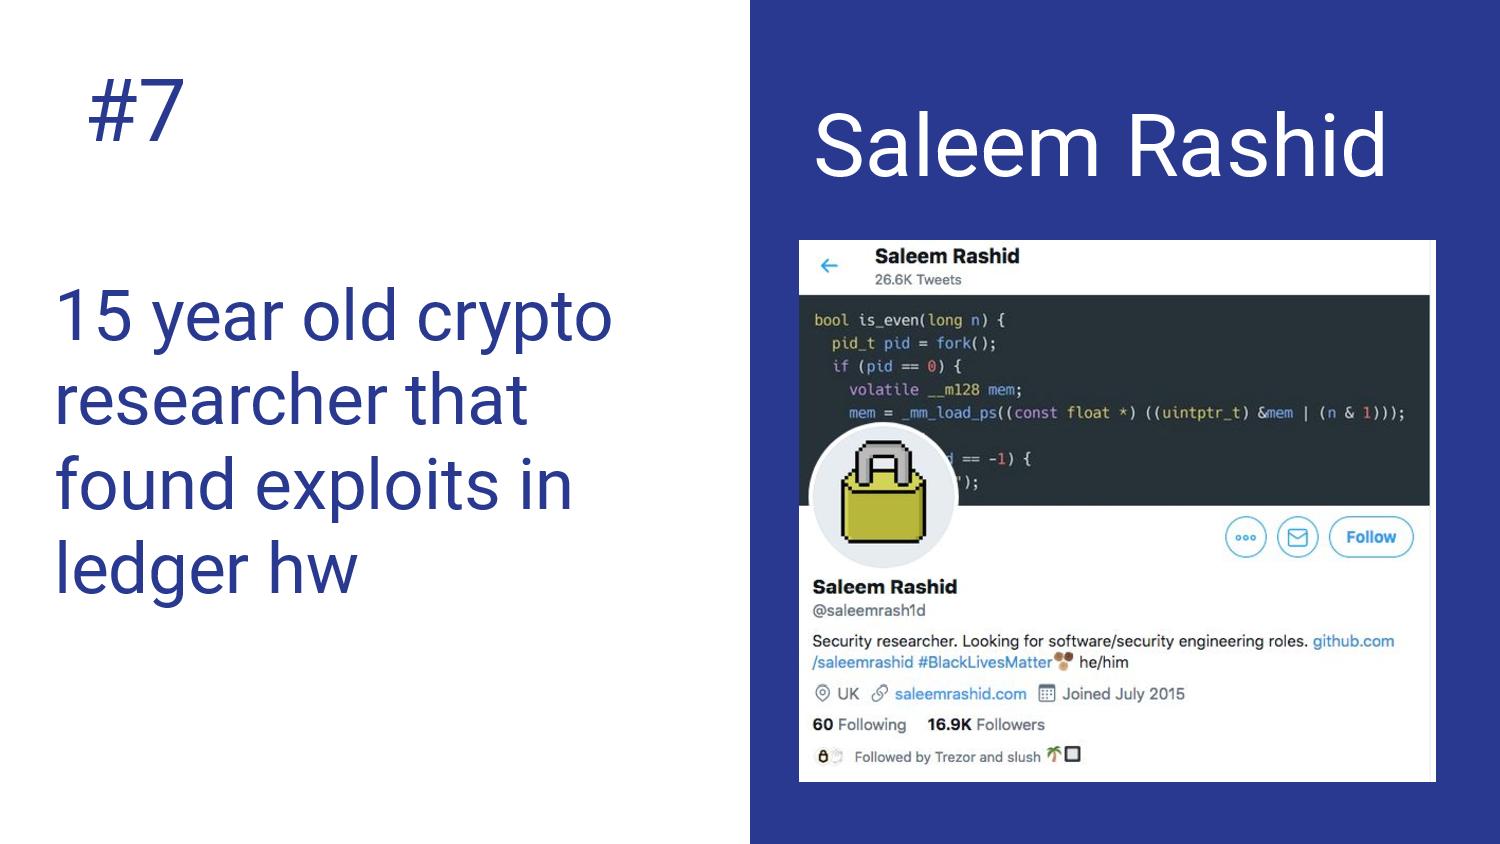 #7
15 year old crypto
researcher that
found exploits in
ledger hw
Saleem Rashid
Saleem Rashid
26.6K Tweets
bool is_even(long n) {
pid_t pid = fork();
if (pid == 0) {
volatile __m128 mem;
mem = _mm_load_ps((const float *) ((uintptr_t) &mem | (n & 1)));
== -1) {
");
Follow
Saleem Rashid
@saleemrash1d
Security researcher. Looking for software/security engineering roles. github.com
/saleemrashid #BlackLivesMatter he/him
UK saleemrashid.com Joined July 2015
60 Following 16.9K Followers
Followed by Trezor and slush 🌴🔲